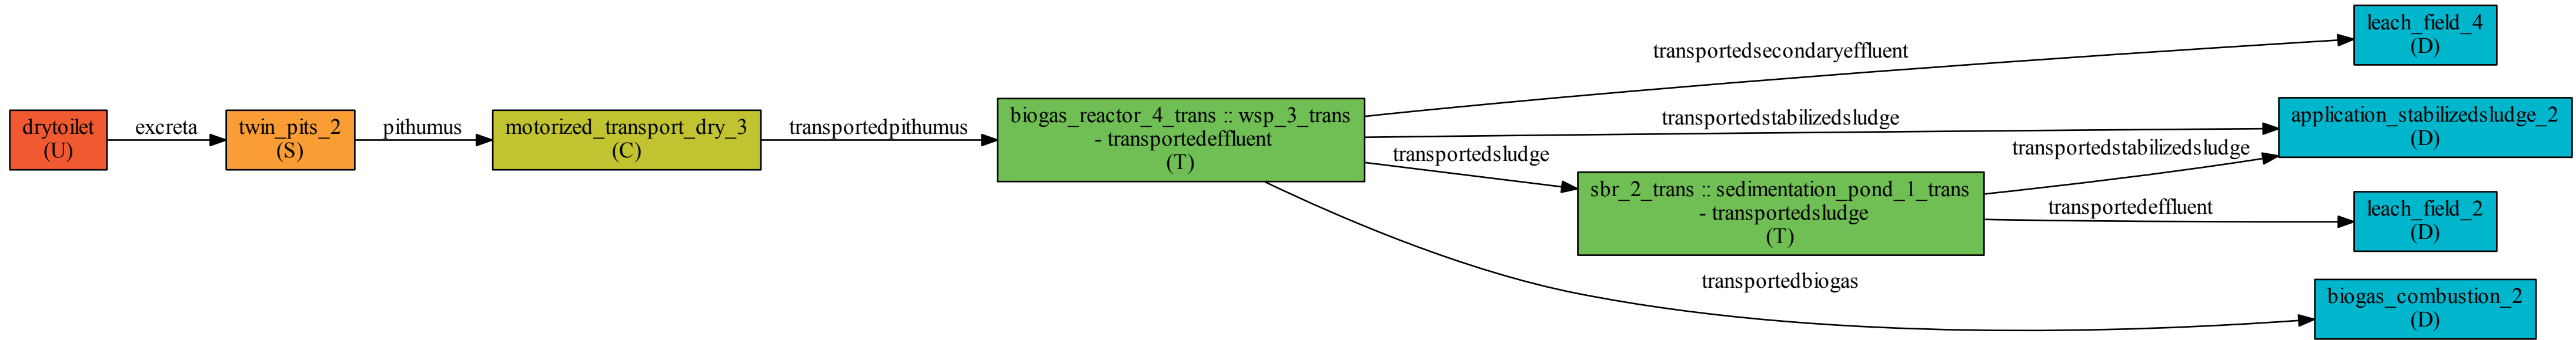 drytoilet
(U)
excreta
twin_pits_2
(S)
pithumus
motorized_transport_dry_3
(C)
transportedpithumus
biogas_reactor_4_trans :: wsp_3_trans
- transportedeffluent
(T)
transportedsecondaryeffluent
transportedstabilizedsludge
transportedsludge
transportedbiogas
sbr_2_trans :: sedimentation_pond_1_trans
- transportedsludge
(T)
transportedstabilizedsludge
transportedeffluent
leach_field_4
(D)
application_stabilizedsludge_2
(D)
leach_field_2
(D)
biogas_combustion_2
(D)